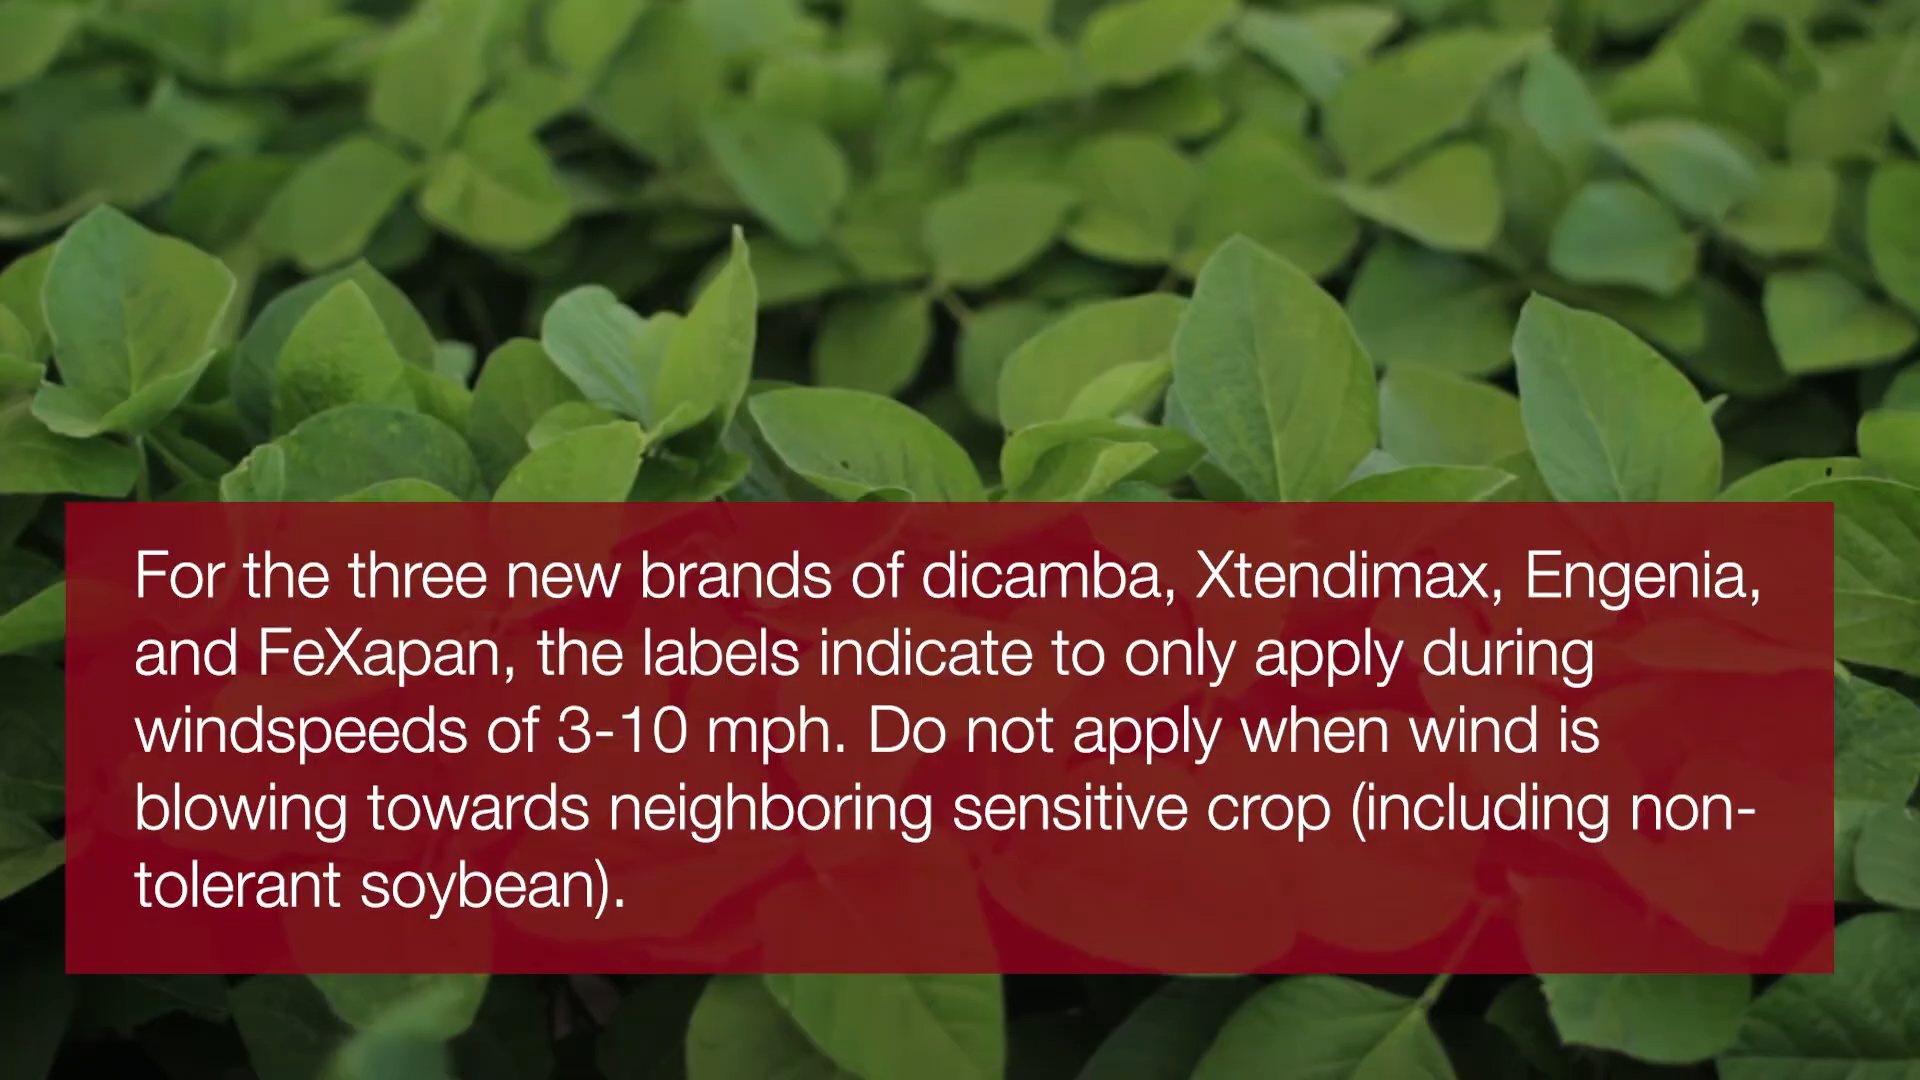 For the three new brands of dicamba, Xtendimax, Engenia,
and FeXapan, the labels indicate to only apply during
windspeeds of 3-10 mph. Do not apply when wind is
blowing towards neighboring sensitive crop (including non-
tolerant soybean).